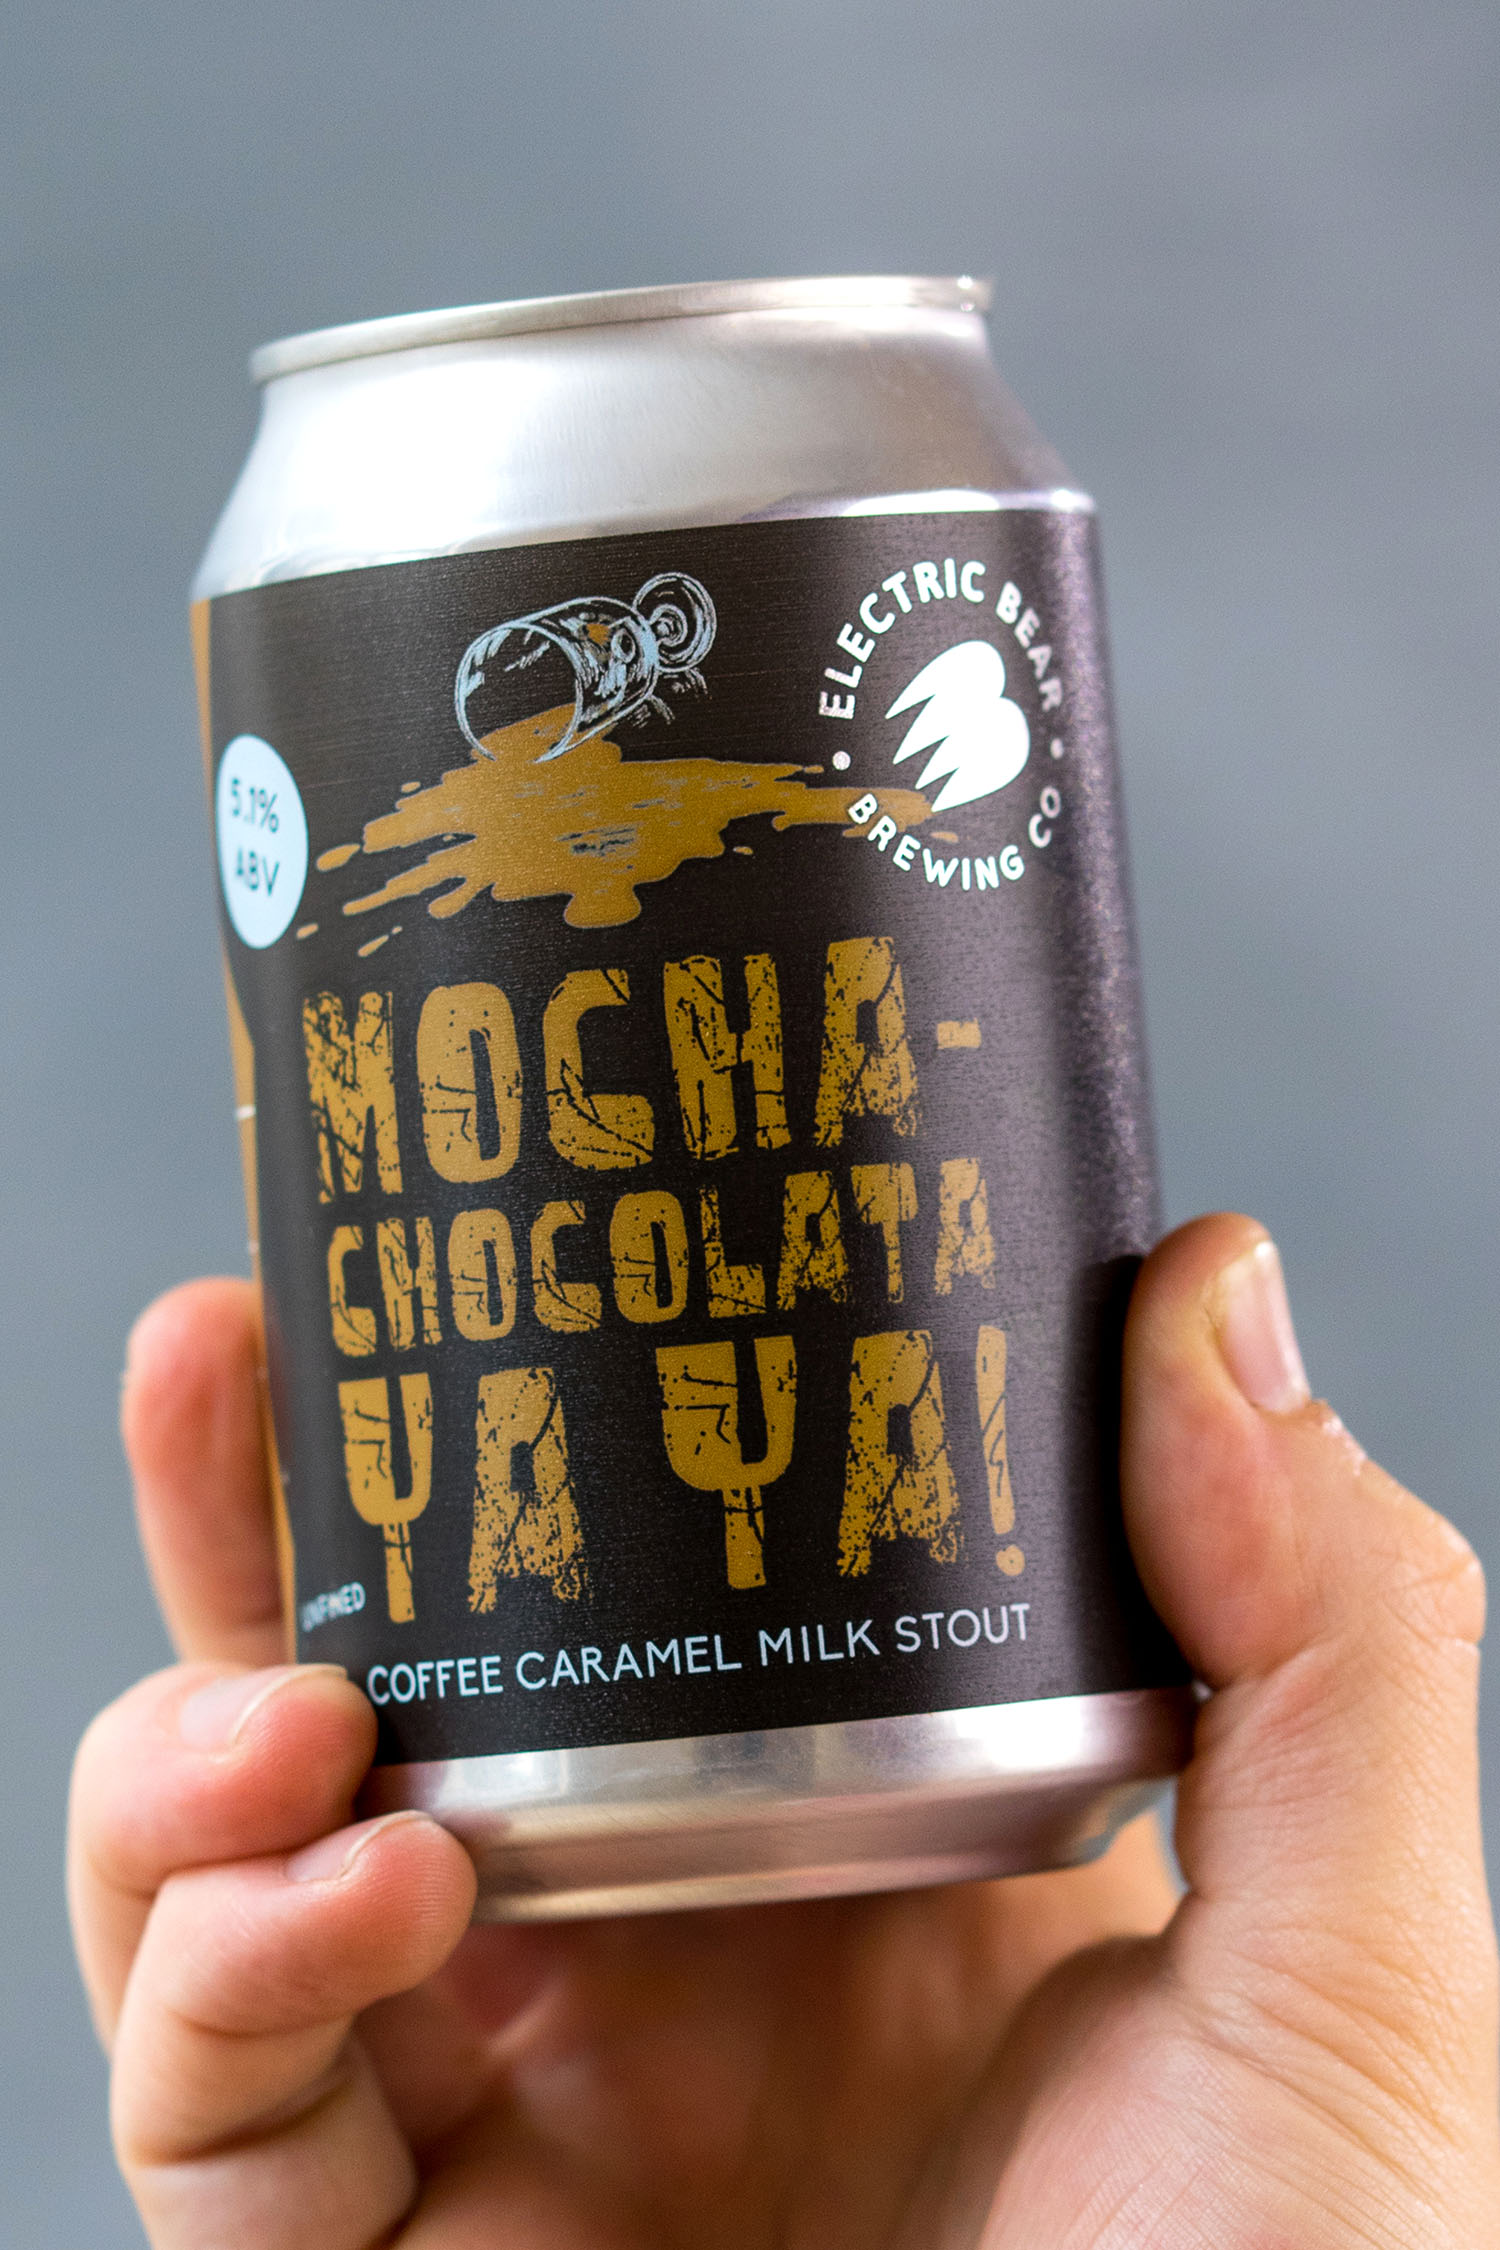 ELECTRIC BEAR
BREWING CO
5.1%
ABV
MOCHA-
CHOCOLATA
YA YA!
UNFINED
COFFEE CARAMEL MILK STOUT